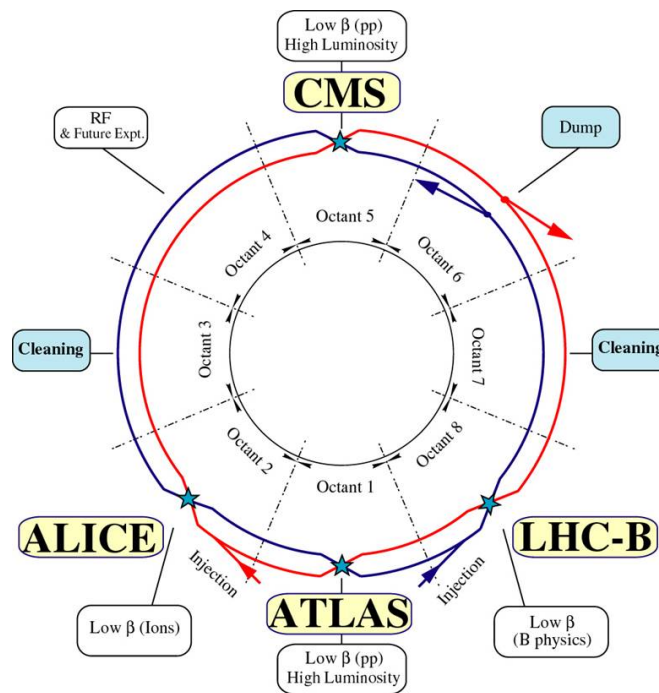 Low β (pp)
High Luminosity
CMS
RF
& Future Expt.
Dump
Octant 5
Octant 4
Octant 6
Octant 3
Octant 7
Cleaning
Cleaning
Octant 2
Octant 8
Octant 1
ALICE
LHC-B
Injection
Injection
ATLAS
Low β (Ions)
Low β (pp)
High Luminosity
Low β
(B physics)